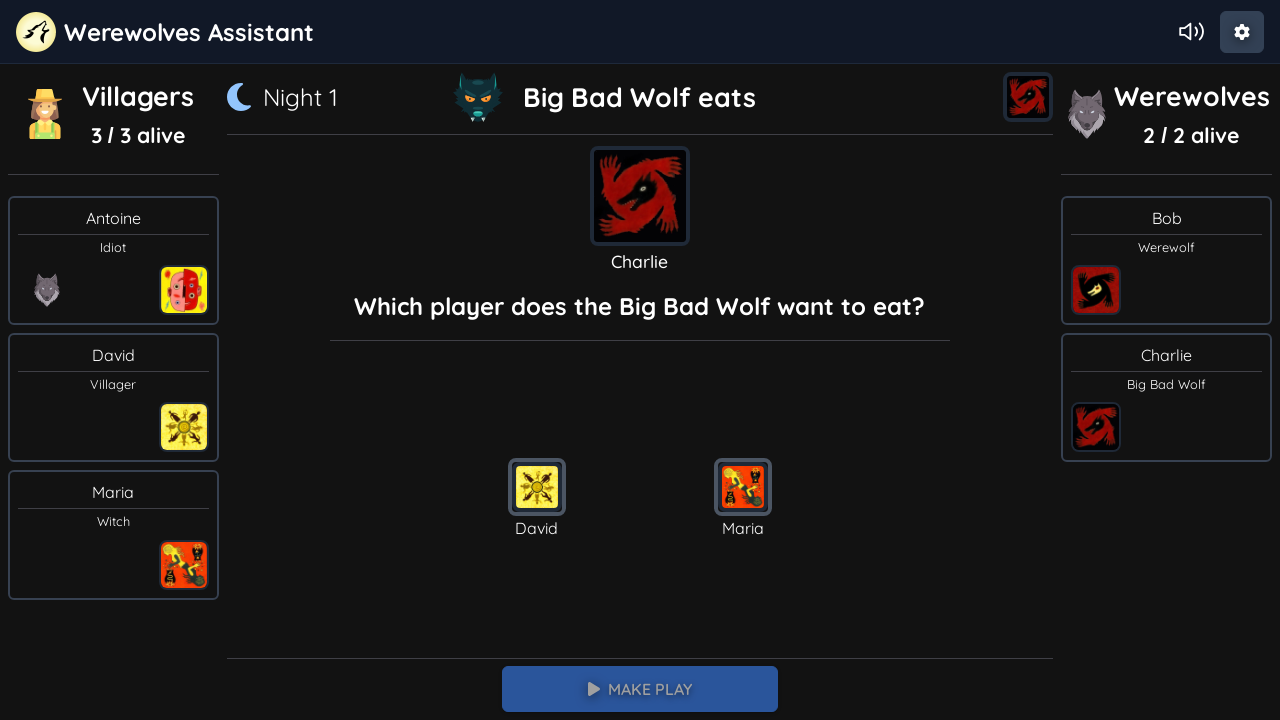 Werewolves Assistant
Villagers
3 / 3 alive
Night 1
Big Bad Wolf eats
Werewolves
2 / 2 alive
Antoine
Idiot
David
Villager
Maria
Witch
Charlie
Which player does the Big Bad Wolf want to eat?
David
Maria
MAKE PLAY
Bob
Werewolf
Charlie
Big Bad Wolf